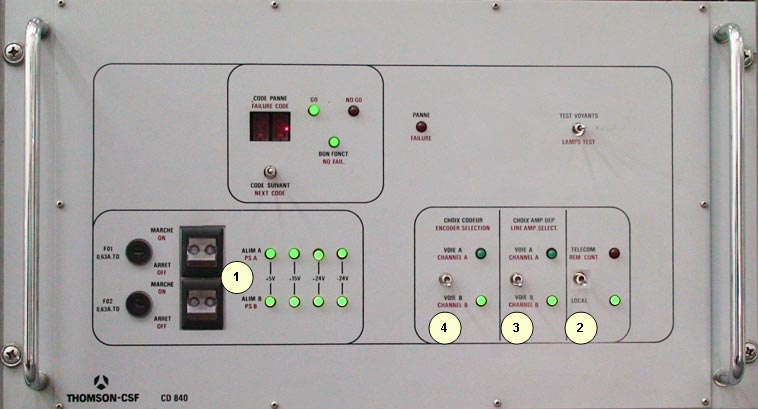 CODE PANNE
FAILURE CODE
GO
NO GO
BON FONCT.
NO FAIL.
CODE SUIVANT
NEXT CODE
PANNE
FAILURE
TEST VOYANTS
LAMPS TEST
F01
0,63A.TD
MARCHE
ON
ARRET
OFF
F02
0,63A.TD
MARCHE
ON
ARRET
OFF
1
ALIM A
PS A
+5V
-15V
-24V
-24V
ALIM B
PS B
CHOIX CODEUR
ENCODER SELECTION
VOIE A
CHANNEL A
VOIE B
CHANNEL B
4
CHOIX AMP DEP
LINE AMP. SELECT.
VOIE A
CHANNEL A
VOIE B
CHANNEL B
3
TELECOM.
REM. CONT.
LOCAL
2
THOMSON-CSF
CD 840